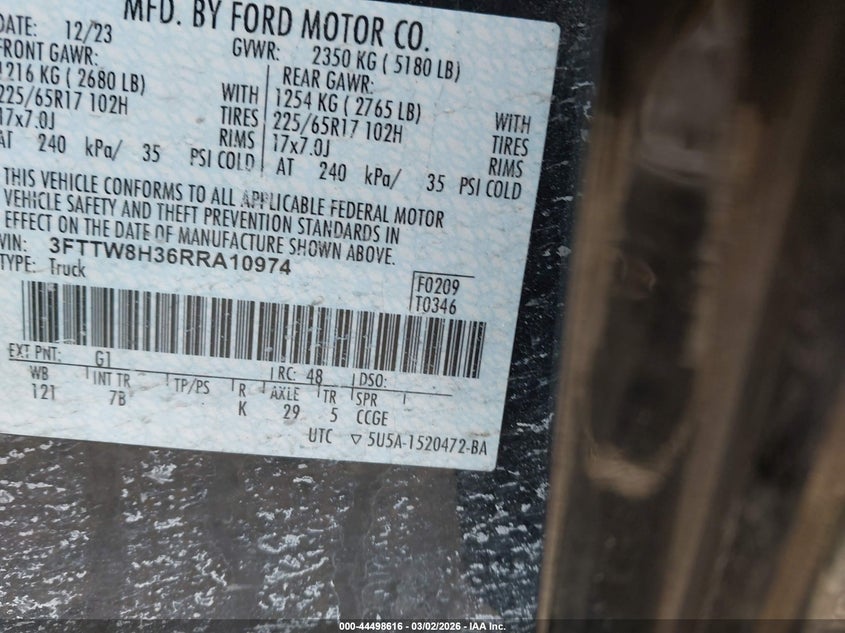 MFD. BY FORD MOTOR CO.
DATE: 12/23
GVWR: 2350 KG ( 5180 LB)
FRONT GAWR:
REAR GAWR:
1216 KG ( 2680 LB) WITH
1254 KG ( 2765 LB) WITH
225/65R17 102H TIRES
225/65R17 102H TIRES
17x7.0J RIMS
17x7.0J RIMS
AT 240 kPa/ 35 PSI COLD
AT 240 kPa/ 35 PSI COLD
THIS VEHICLE CONFORMS TO ALL APPLICABLE FEDERAL MOTOR
VEHICLE SAFETY AND THEFT PREVENTION STANDARDS IN
EFFECT ON THE DATE OF MANUFACTURE SHOWN ABOVE.
VIN: 3FTTW8H36RRA10974
TYPE: Truck
F0209
T0346
EXT PNT: G1 RC: 48 DSO:
WB INT TR TP/PS R AXLE TR SPR
121 7B K 29 5 CCGE
UTC ▽ 5U5A-1520472-BA
000-44498616 - 03/02/2026 - IAA Inc.